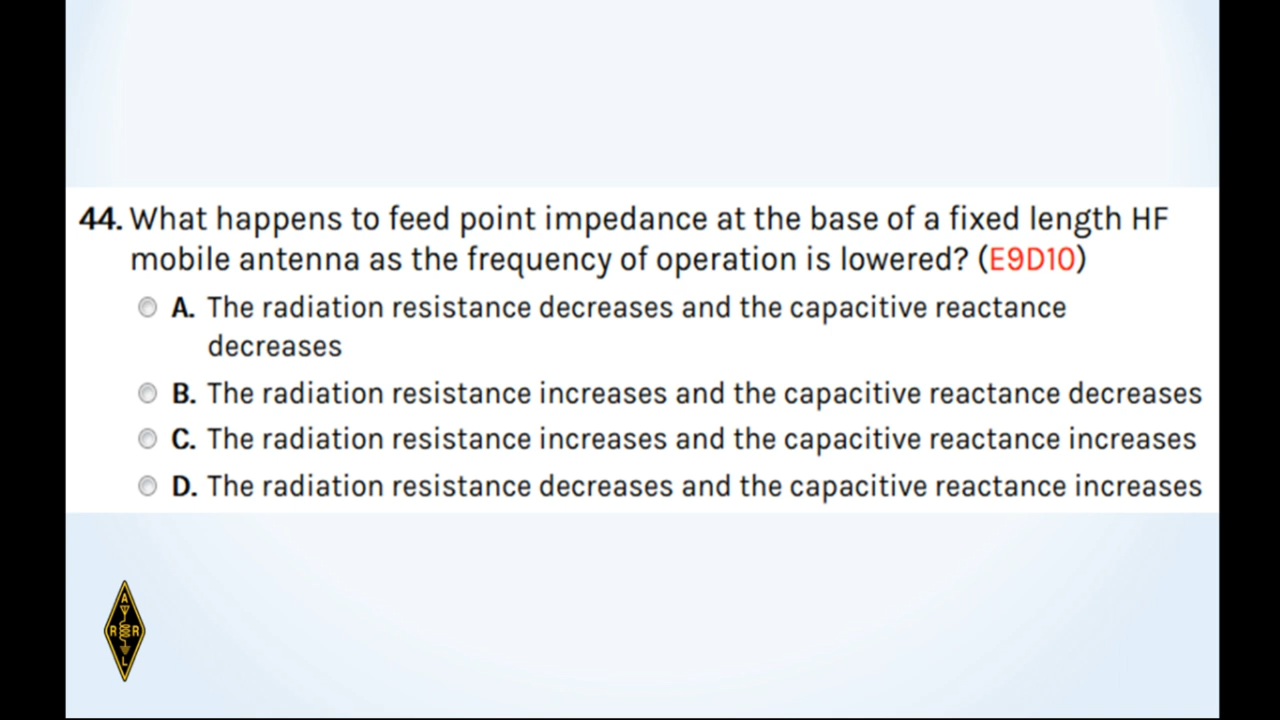 44. What happens to feed point impedance at the base of a fixed length HF
mobile antenna as the frequency of operation is lowered? (E9D10)
A. The radiation resistance decreases and the capacitive reactance
decreases
B. The radiation resistance increases and the capacitive reactance decreases
C. The radiation resistance increases and the capacitive reactance increases
D. The radiation resistance decreases and the capacitive reactance increases
A
R R
L